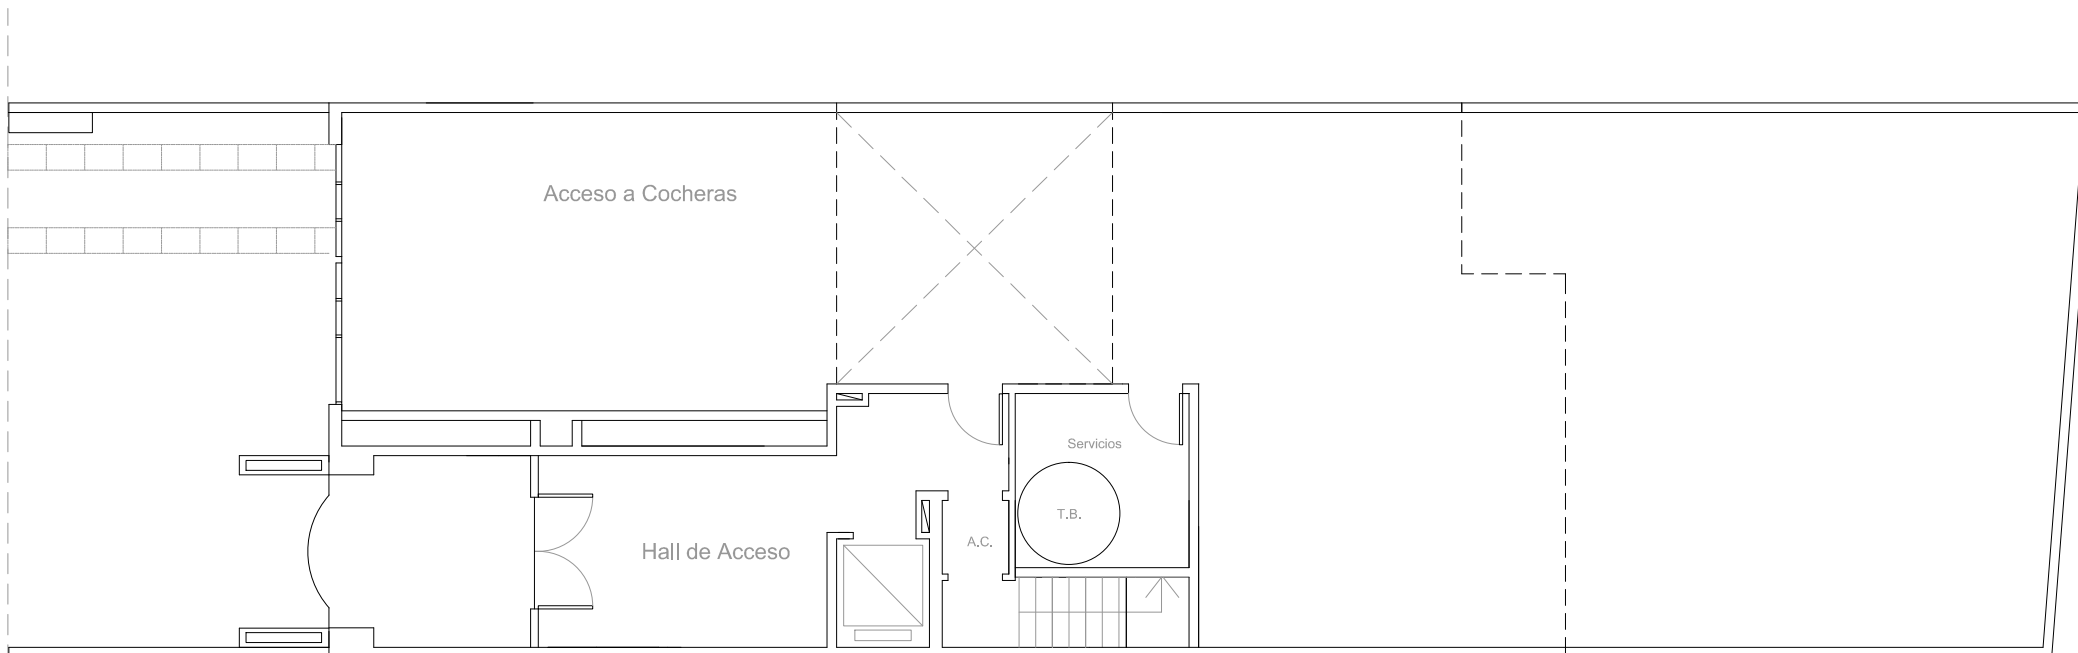 Acceso a Cocheras
Servicios
T.B.
A.C.
Hall de Acceso